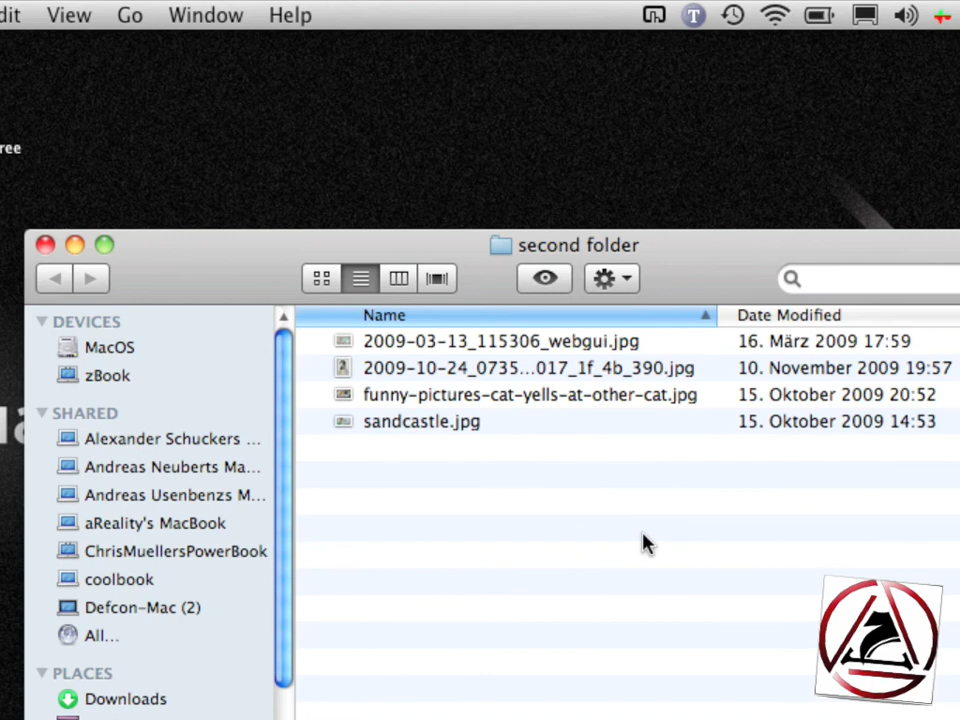 dit View Go Window Help
ree
second folder
Name Date Modified
2009-03-13_115306_webgui.jpg 16. März 2009 17:59
2009-10-24_0735...017_1f_4b_390.jpg 10. November 2009 19:57
funny-pictures-cat-yells-at-other-cat.jpg 15. Oktober 2009 20:52
sandcastle.jpg 15. Oktober 2009 14:53
DEVICES
MacOS
zBook
SHARED
Alexander Schuckers ...
Andreas Neuberts Ma...
Andreas Usenbenzs M...
aReality's MacBook
ChrisMuellersPowerBook
coolbook
Defcon-Mac (2)
All...
PLACES
Downloads